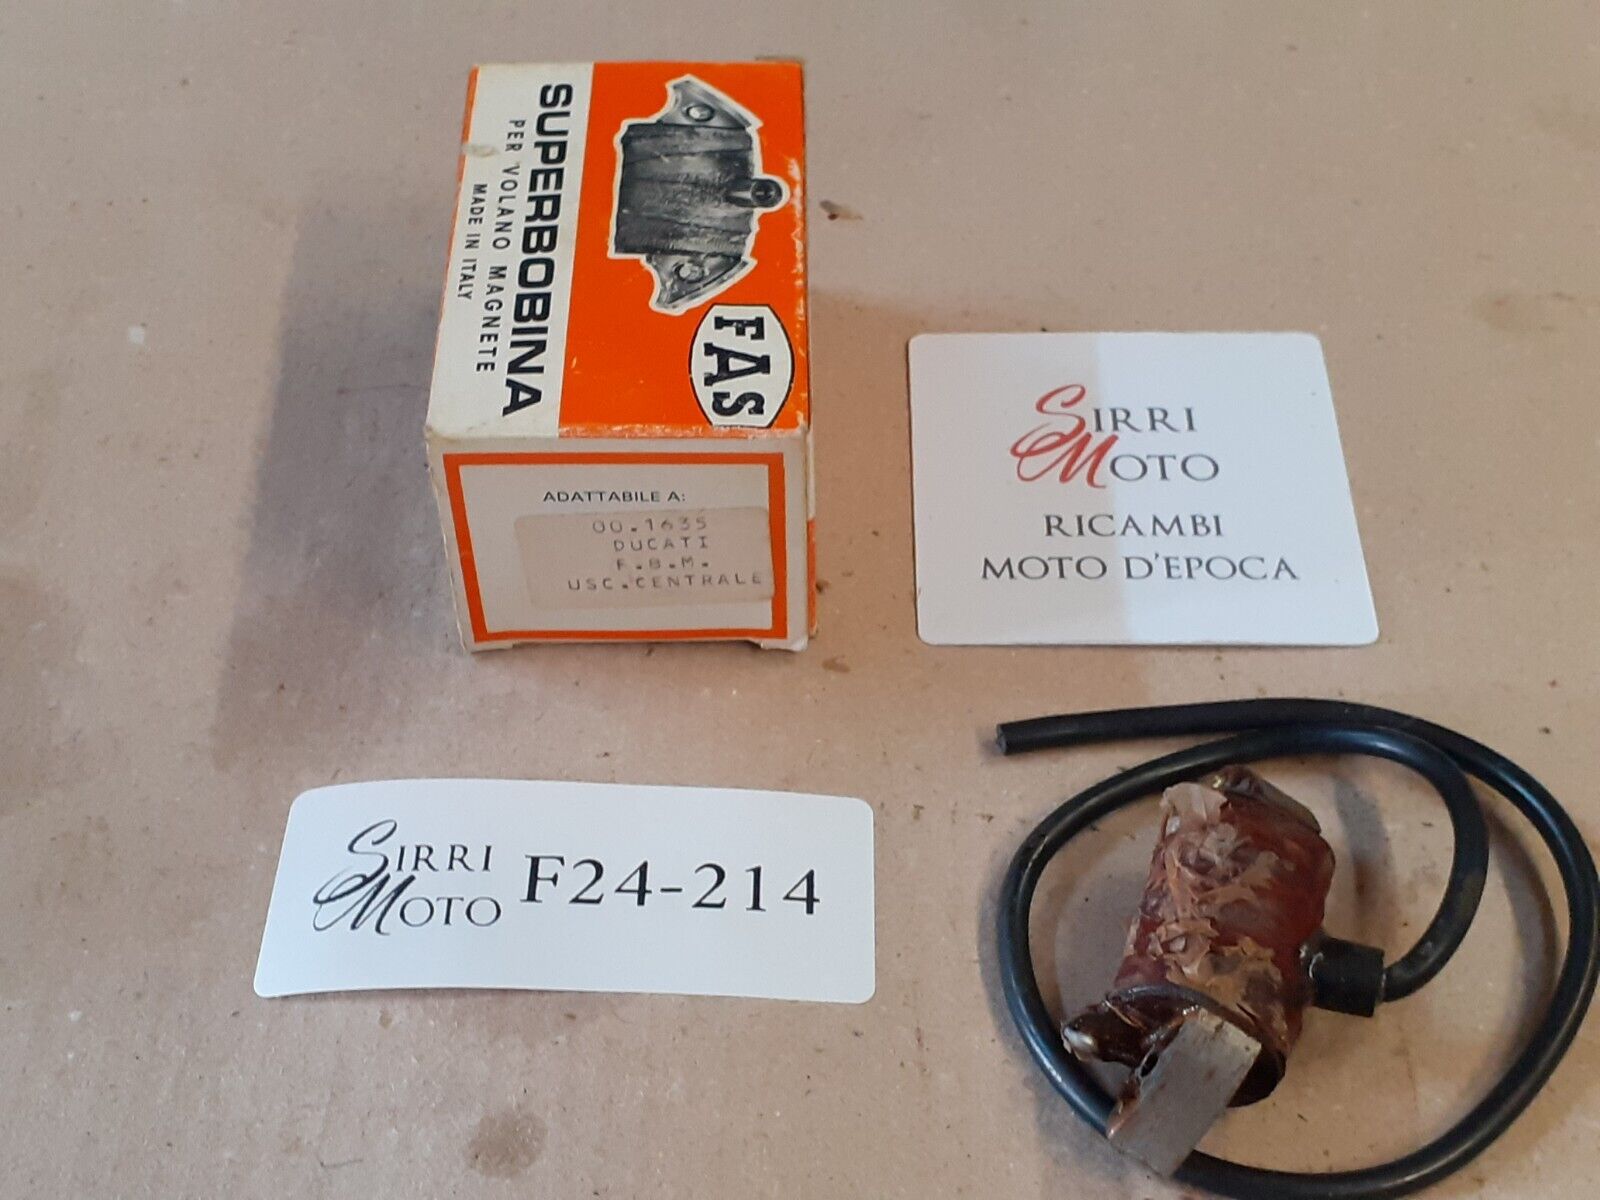 SUPERBOBINA
PER VOLANO MAGNETE
MADE IN ITALY
FAS
ADATTABILE A:
00.1635
DUCATI
F.B.M.
USC.CENTRALE
SIRRI
MOTO
RICAMBI
MOTO D'EPOCA
SIRRI
MOTO
F24-214